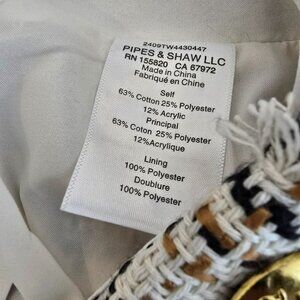 2409TW4430447
PIPES & SHAW LLC
RN 155820 CA 67972
Made in China
Fabriqué en Chine
Self
63% Cotton 25% Polyester
12% Acrylic
Principal
63% Coton 25% Polyester
12%Acrylique
Lining
100% Polyester
Doublure
100% Polyester